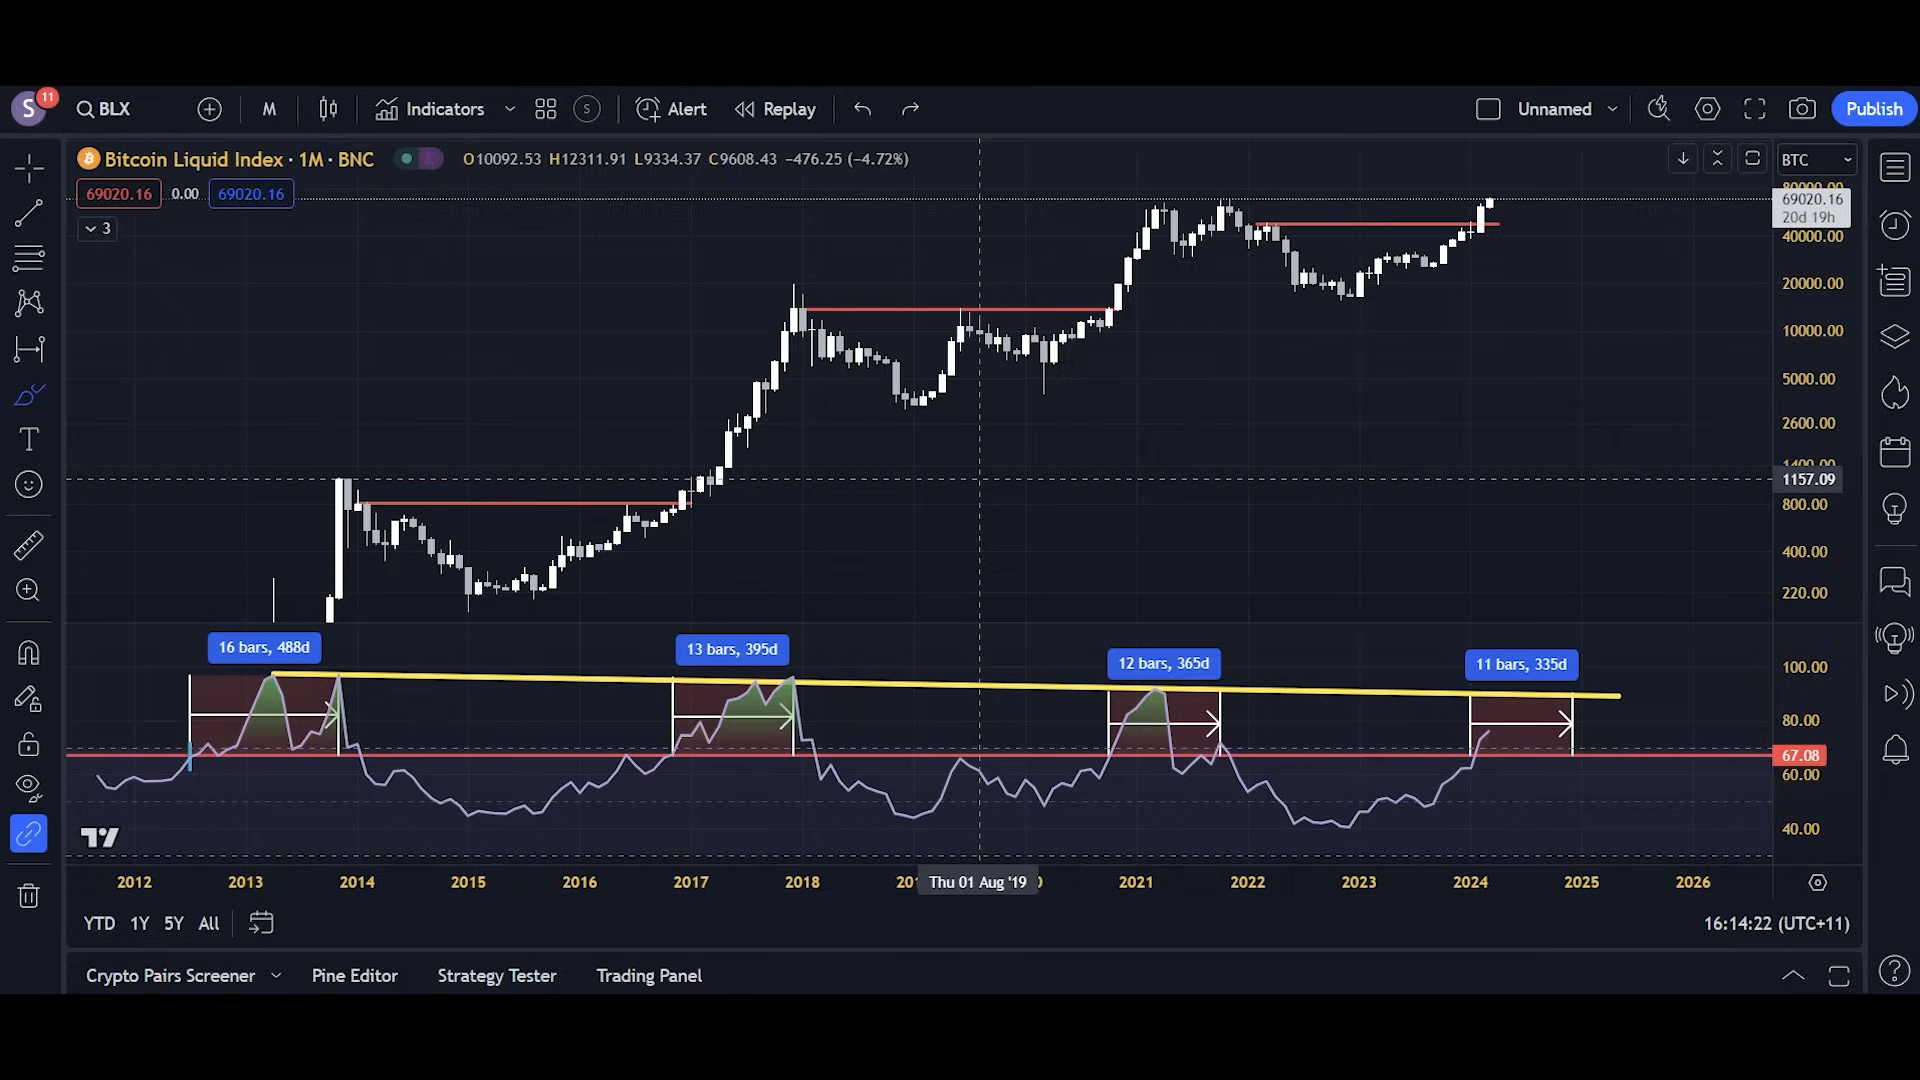 S 11 BLX M Indicators S Alert Replay Unnamed Publish
Bitcoin Liquid Index · 1M · BNC E O10092.53 H12311.91 L9334.37 C9608.43 −476.25 (−4.72%) BTC
69020.16 0.00 69020.16
3
80000.00
69020.16
20d 19h
40000.00
20000.00
10000.00
5000.00
2600.00
1400.00
1157.09
800.00
400.00
220.00
16 bars, 488d 13 bars, 395d 12 bars, 365d 11 bars, 335d
100.00
80.00
67.08
60.00
40.00
2012 2013 2014 2015 2016 2017 2018 Thu 01 Aug '19 2021 2022 2023 2024 2025 2026
YTD 1Y 5Y All 16:14:22 (UTC+11)
Crypto Pairs Screener Pine Editor Strategy Tester Trading Panel